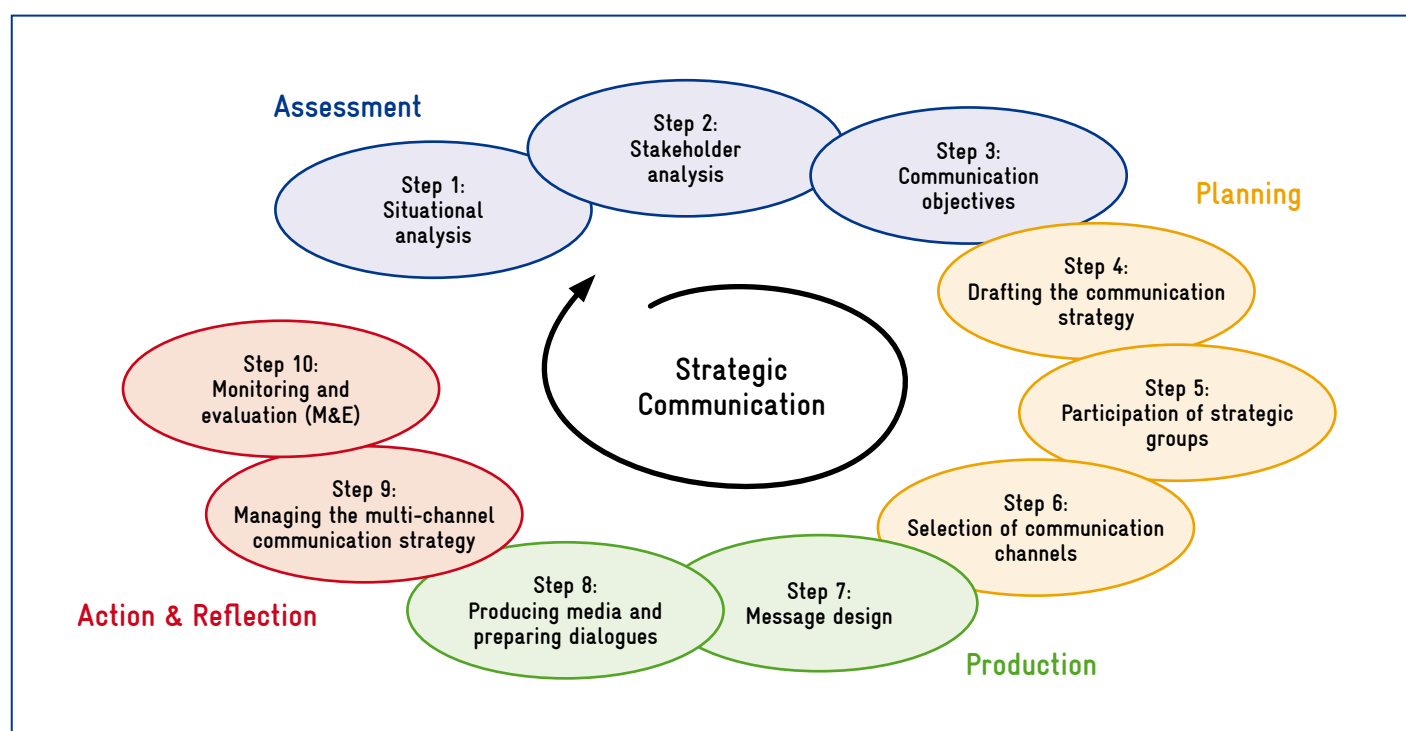 Assessment
Step 1:
Situational
analysis
Step 2:
Stakeholder
analysis
Step 3:
Communication
objectives
Planning
Step 4:
Drafting the communication
strategy
Step 5:
Participation of strategic
groups
Step 6:
Selection of communication
channels
Production
Step 7:
Message design
Step 8:
Producing media and
preparing dialogues
Action & Reflection
Step 9:
Managing the multi-channel
communication strategy
Step 10:
Monitoring and
evaluation (M&E)
Strategic
Communication